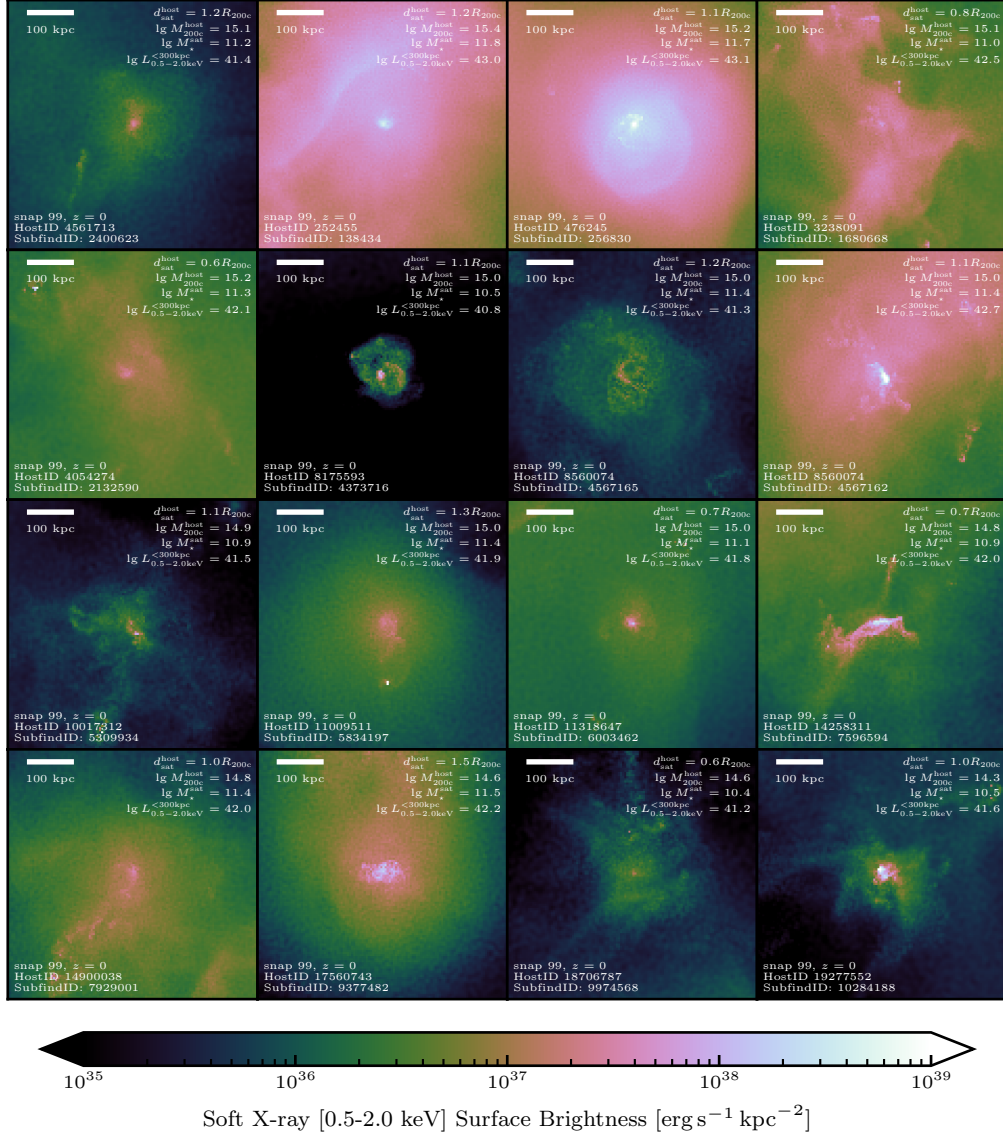 100 kpc
d_sat^host = 1.2R_200c
lg M_200c^host = 15.1
lg M_⋆^sat = 11.2
lg L_0.5−2.0keV^<300kpc = 41.4
snap 99, z = 0
HostID 4561713
SubfindID: 2400623
100 kpc
d_sat^host = 1.2R_200c
lg M_200c^host = 15.4
lg M_⋆^sat = 11.8
lg L_0.5−2.0keV^<300kpc = 43.0
snap 99, z = 0
HostID 252455
SubfindID: 138434
100 kpc
d_sat^host = 1.1R_200c
lg M_200c^host = 15.2
lg M_⋆^sat = 11.7
lg L_0.5−2.0keV^<300kpc = 43.1
snap 99, z = 0
HostID 476245
SubfindID: 256830
100 kpc
d_sat^host = 0.8R_200c
lg M_200c^host = 15.1
lg M_⋆^sat = 11.0
lg L_0.5−2.0keV^<300kpc = 42.5
snap 99, z = 0
HostID 3238091
SubfindID: 1680668
100 kpc
d_sat^host = 0.6R_200c
lg M_200c^host = 15.2
lg M_⋆^sat = 11.3
lg L_0.5−2.0keV^<300kpc = 42.1
snap 99, z = 0
HostID 4054274
SubfindID: 2132590
100 kpc
d_sat^host = 1.1R_200c
lg M_200c^host = 15.0
lg M_⋆^sat = 10.5
lg L_0.5−2.0keV^<300kpc = 40.8
snap 99, z = 0
HostID 8175593
SubfindID: 4373716
100 kpc
d_sat^host = 1.2R_200c
lg M_200c^host = 15.0
lg M_⋆^sat = 11.4
lg L_0.5−2.0keV^<300kpc = 41.3
snap 99, z = 0
HostID 8560074
SubfindID: 4567165
100 kpc
d_sat^host = 1.1R_200c
lg M_200c^host = 15.0
lg M_⋆^sat = 11.4
lg L_0.5−2.0keV^<300kpc = 42.7
snap 99, z = 0
HostID 8560074
SubfindID: 4567162
100 kpc
d_sat^host = 1.1R_200c
lg M_200c^host = 14.9
lg M_⋆^sat = 10.9
lg L_0.5−2.0keV^<300kpc = 41.5
snap 99, z = 0
HostID 10017312
SubfindID: 5309934
100 kpc
d_sat^host = 1.3R_200c
lg M_200c^host = 15.0
lg M_⋆^sat = 11.4
lg L_0.5−2.0keV^<300kpc = 41.9
snap 99, z = 0
HostID 11009511
SubfindID: 5834197
100 kpc
d_sat^host = 0.7R_200c
lg M_200c^host = 15.0
lg M_⋆^sat = 11.1
lg L_0.5−2.0keV^<300kpc = 41.8
snap 99, z = 0
HostID 11318647
SubfindID: 6003462
100 kpc
d_sat^host = 0.7R_200c
lg M_200c^host = 14.8
lg M_⋆^sat = 10.9
lg L_0.5−2.0keV^<300kpc = 42.0
snap 99, z = 0
HostID 14258311
SubfindID: 7596594
100 kpc
d_sat^host = 1.0R_200c
lg M_200c^host = 14.8
lg M_⋆^sat = 11.4
lg L_0.5−2.0keV^<300kpc = 42.0
snap 99, z = 0
HostID 14900038
SubfindID: 7929001
100 kpc
d_sat^host = 1.5R_200c
lg M_200c^host = 14.6
lg M_⋆^sat = 11.5
lg L_0.5−2.0keV^<300kpc = 42.2
snap 99, z = 0
HostID 17560743
SubfindID: 9377482
100 kpc
d_sat^host = 0.6R_200c
lg M_200c^host = 14.6
lg M_⋆^sat = 10.4
lg L_0.5−2.0keV^<300kpc = 41.2
snap 99, z = 0
HostID 18706787
SubfindID: 9974568
100 kpc
d_sat^host = 1.0R_200c
lg M_200c^host = 14.3
lg M_⋆^sat = 10.5
lg L_0.5−2.0keV^<300kpc = 41.6
snap 99, z = 0
HostID 19277552
SubfindID: 10284188
10^35 10^36 10^37 10^38 10^39
Soft X-ray [0.5-2.0 keV] Surface Brightness [erg s^−1 kpc^−2]